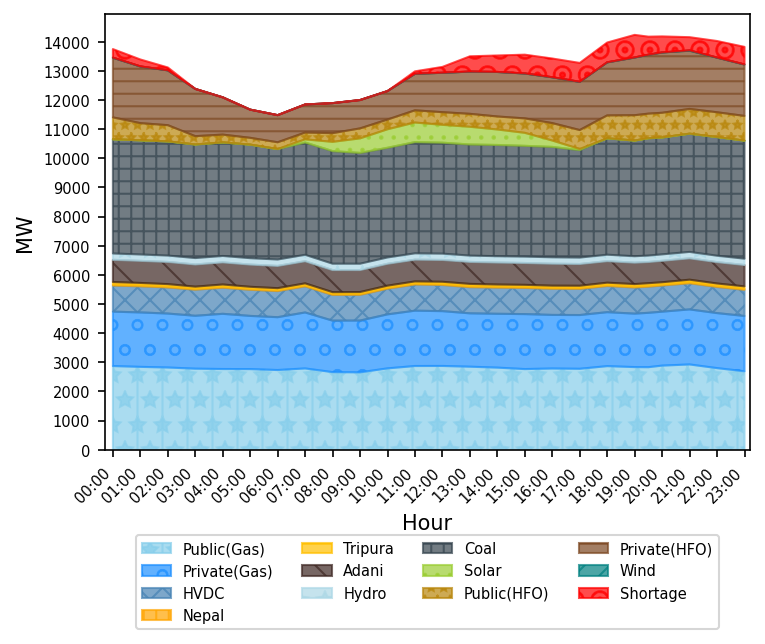 14000
13000
12000
11000
10000
9000
8000
7000
6000
5000
4000
3000
2000
1000
0
MW
00:00 01:00 02:00 03:00 04:00 05:00 06:00 07:00 08:00 09:00 10:00 11:00 12:00 13:00 14:00 15:00 16:00 17:00 18:00 19:00 20:00 21:00 22:00 23:00
Hour
Public(Gas) Tripura Coal Private(HFO)
Private(Gas) Adani Solar Wind
HVDC Hydro Public(HFO) Shortage
Nepal